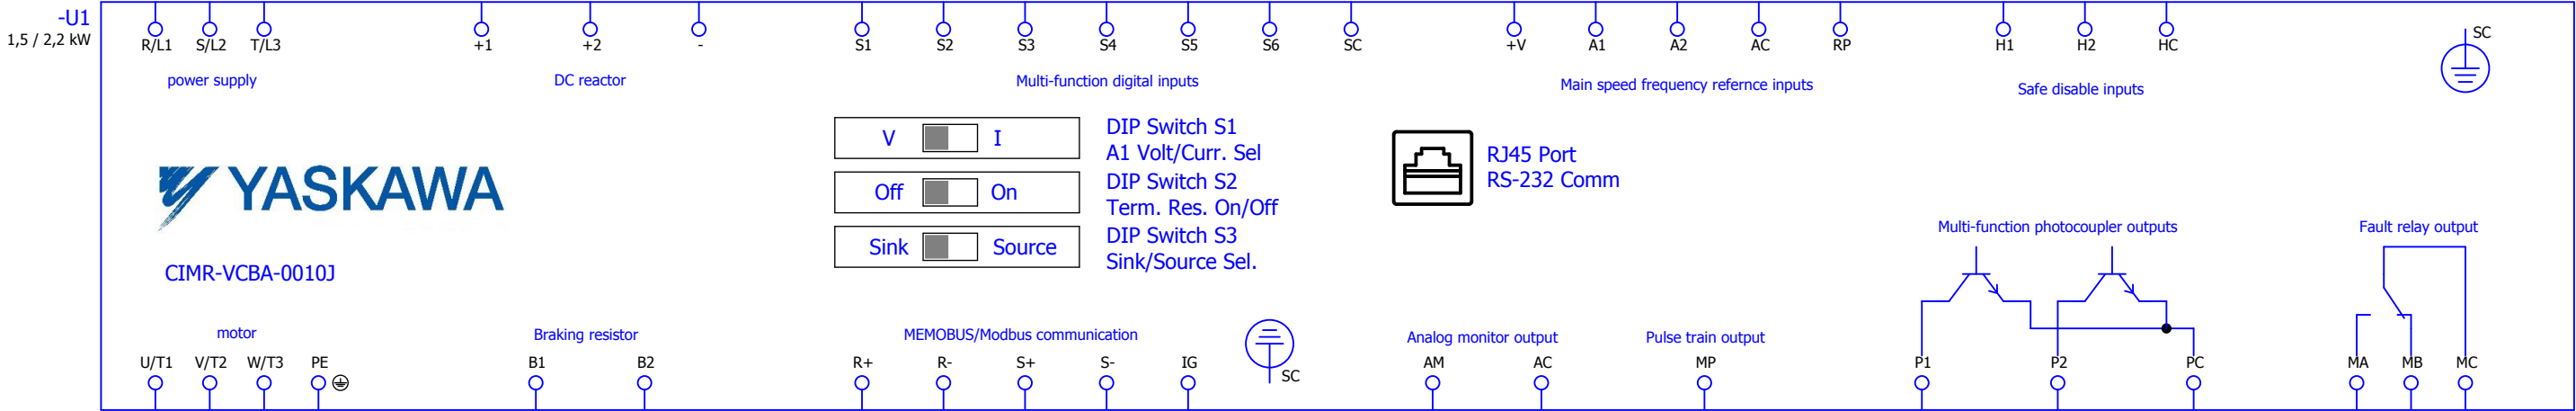 -U1
1,5 / 2,2 kW
R/L1 S/L2 T/L3 +1 +2 - S1 S2 S3 S4 S5 S6 SC +V A1 A2 AC RP H1 H2 HC SC
power supply DC reactor Multi-function digital inputs Main speed frequency refernce inputs Safe disable inputs
V I DIP Switch S1
A1 Volt/Curr. Sel
Off On DIP Switch S2
Term. Res. On/Off
Sink Source DIP Switch S3
Sink/Source Sel.
RJ45 Port
RS-232 Comm
YASKAWA
CIMR-VCBA-0010J
Multi-function photocoupler outputs Fault relay output
motor Braking resistor MEMOBUS/Modbus communication Analog monitor output Pulse train output
U/T1 V/T2 W/T3 PE B1 B2 R+ R- S+ S- IG SC AM AC MP P1 P2 PC MA MB MC